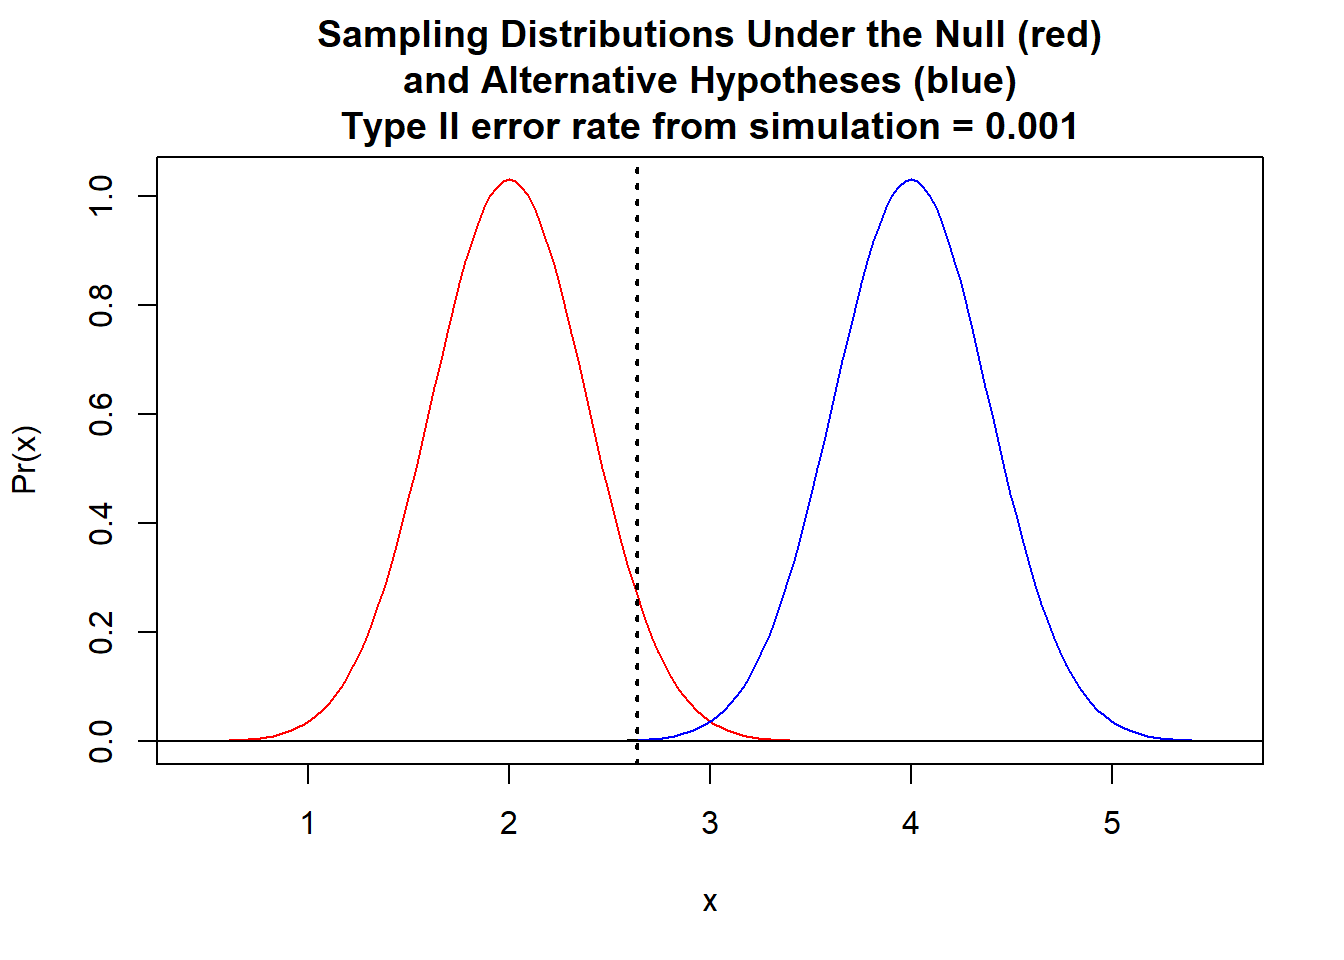 Sampling Distributions Under the Null (red)
and Alternative Hypotheses (blue)
Type II error rate from simulation = 0.001
Pr(x)
1.0
0.8
0.6
0.4
0.2
0.0
1 2 3 4 5
x